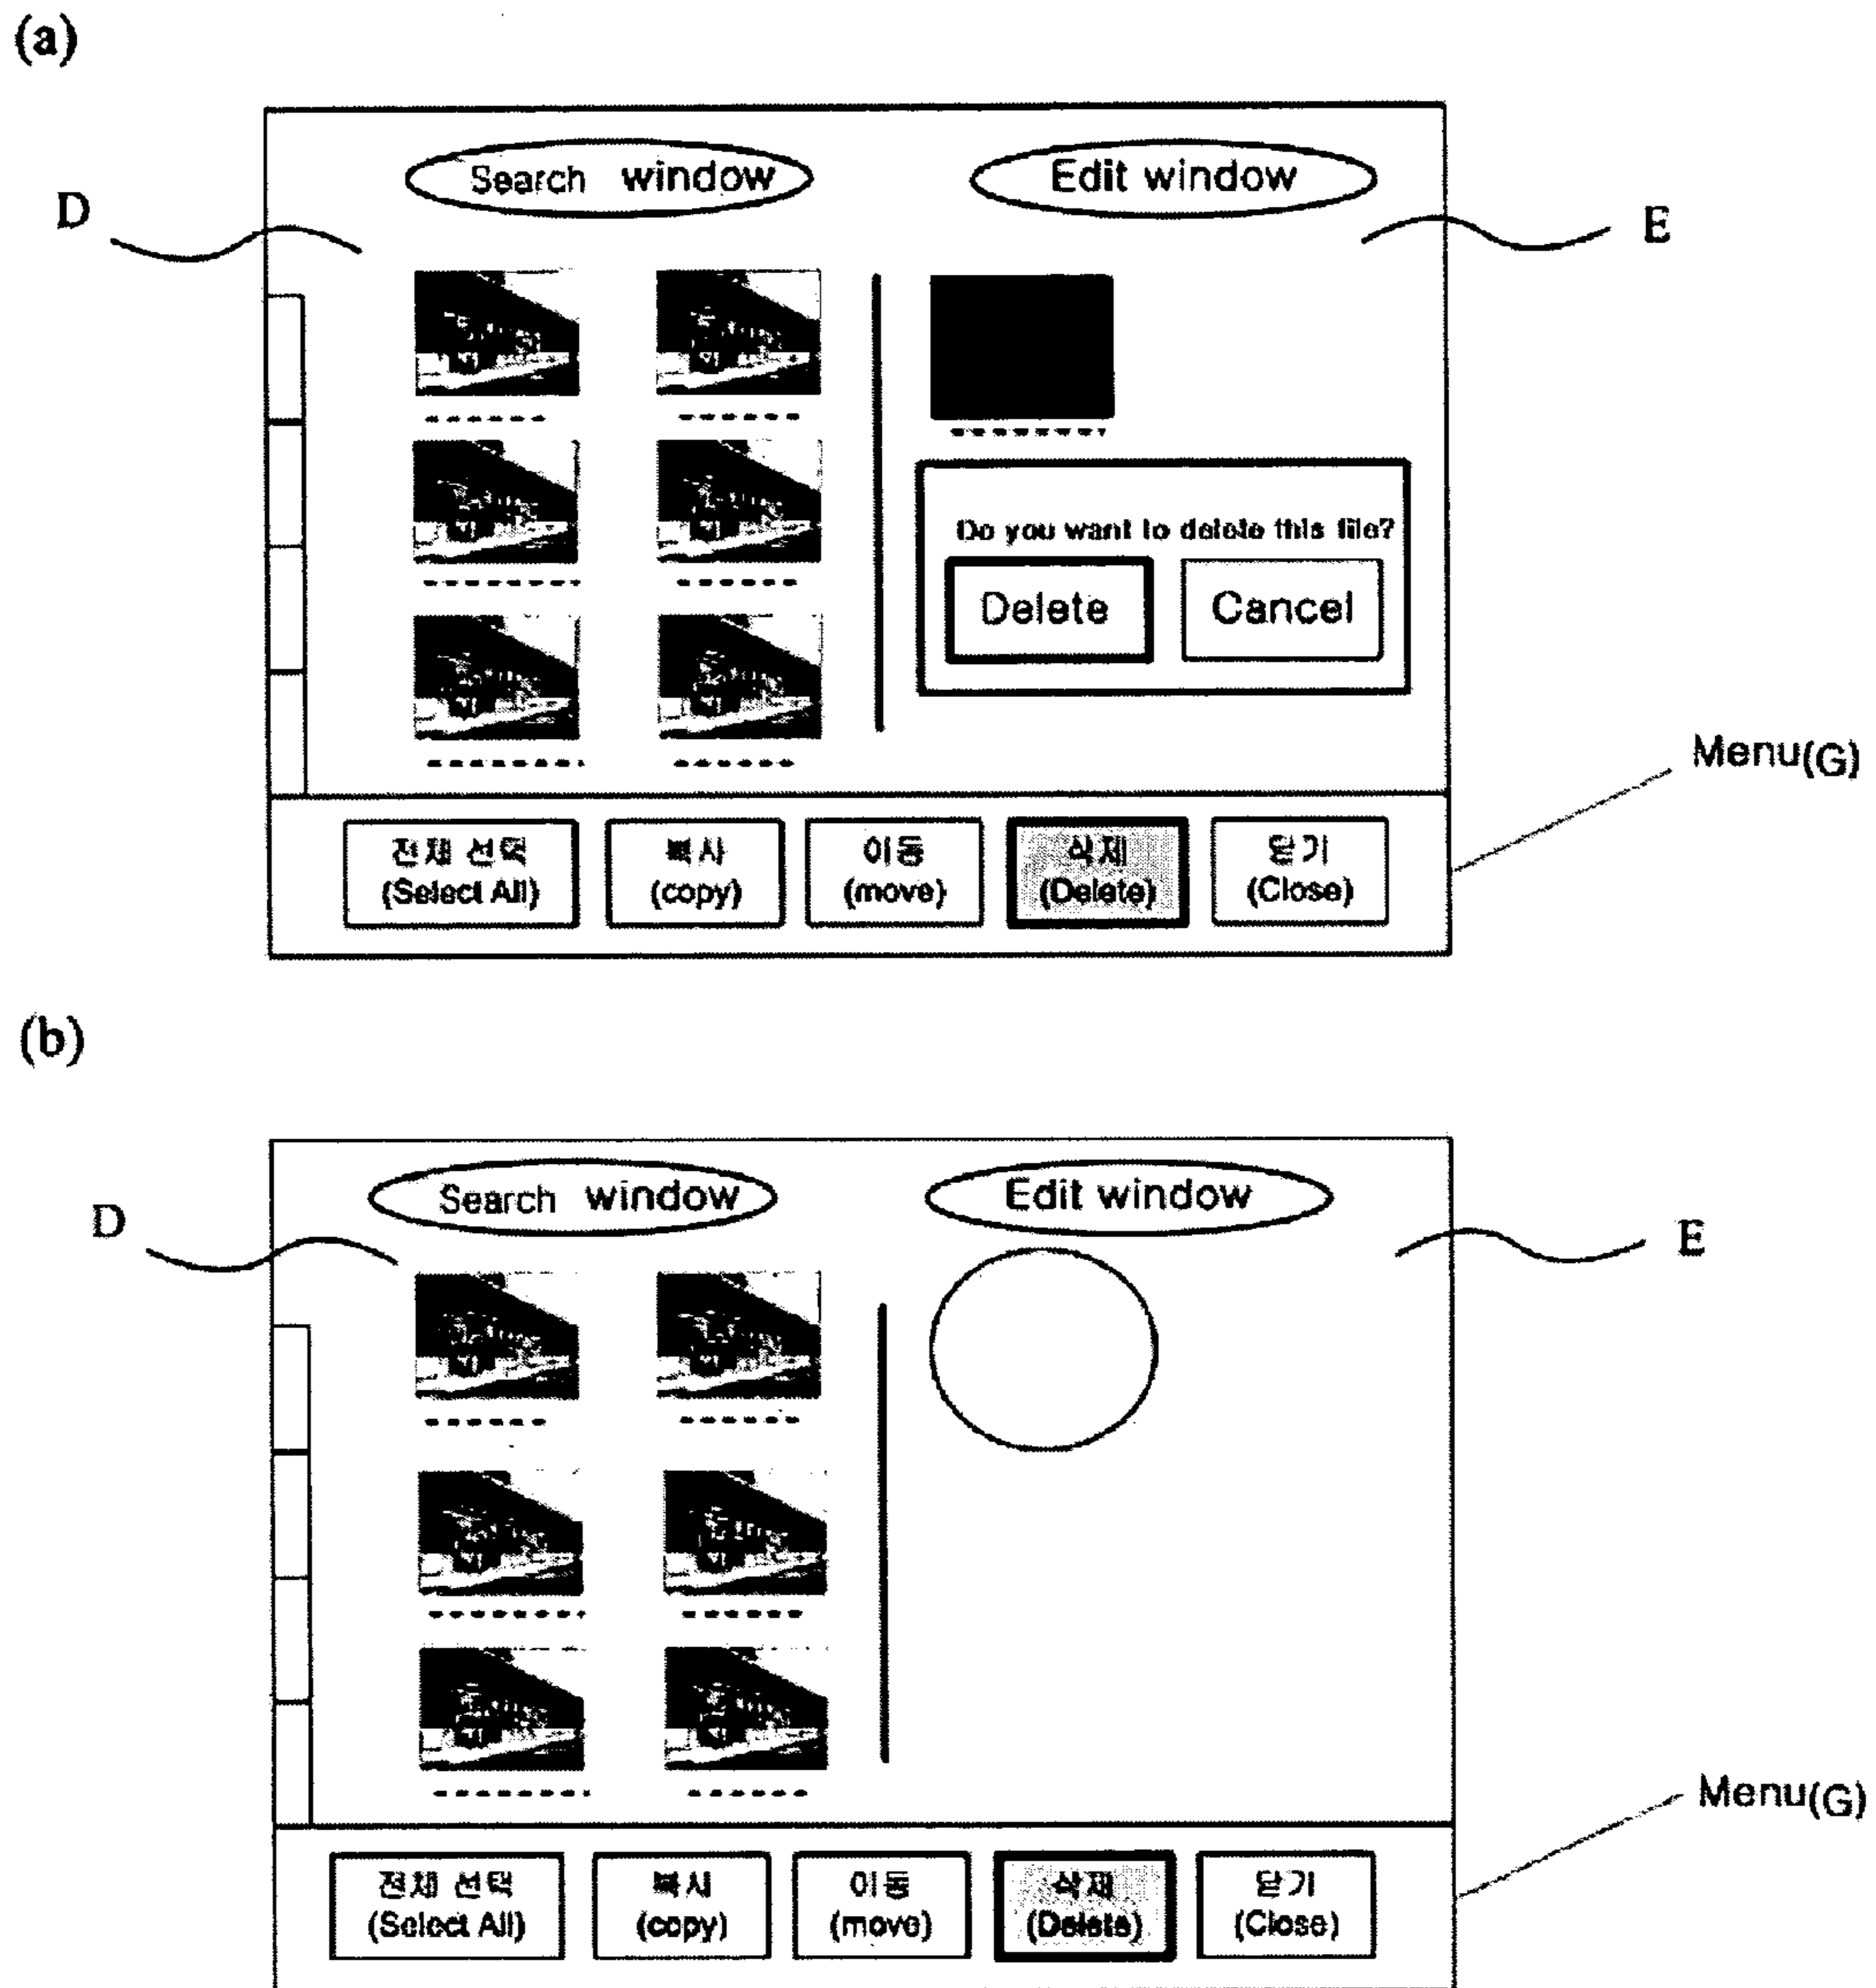 (a)
Search window
Edit window
D
E
Do you want to delete this file?
Delete
Cancel
Menu(G)
전체 선택
(Select All)
복사
(copy)
이동
(move)
삭제
(Delete)
닫기
(Close)
(b)
Search window
Edit window
D
E
Menu(G)
전체 선택
(Select All)
복사
(copy)
이동
(move)
삭제
(Delete)
닫기
(Close)